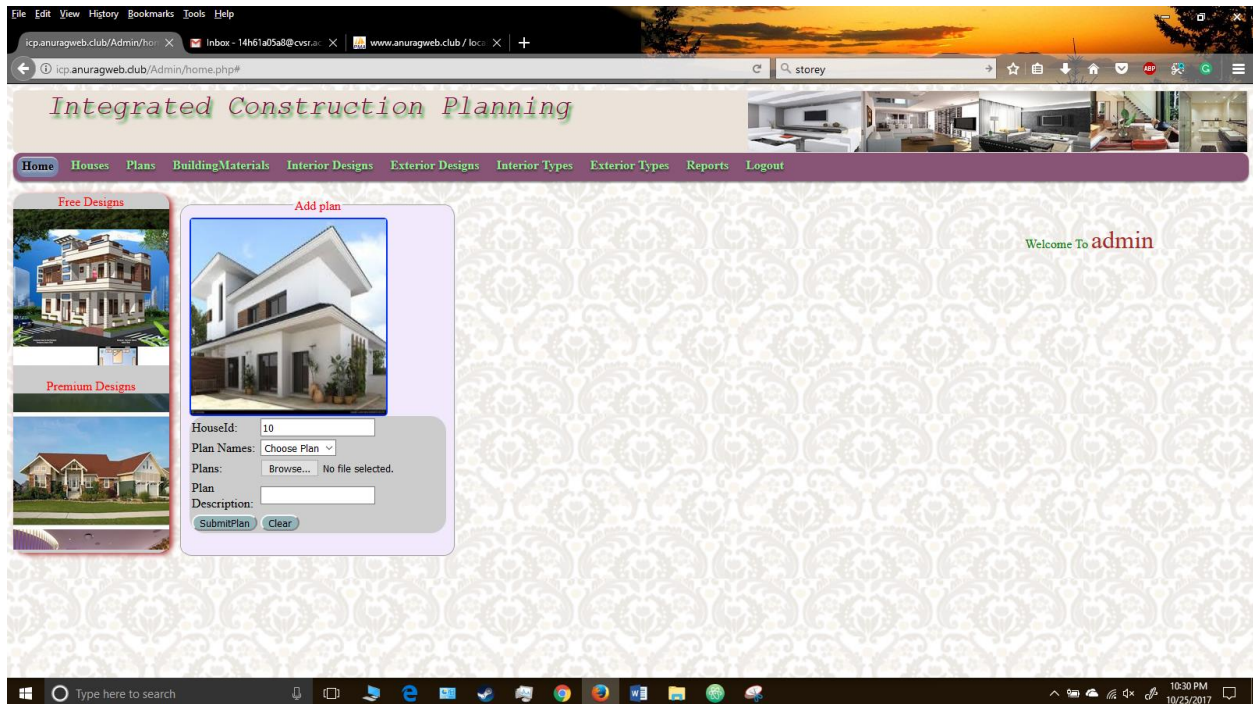 File Edit View History Bookmarks Tools Help
icp.anuragweb.club/Admin/hon
Inbox - 14h61a05a8@cvsr.ac
www.anuragweb.club / loca
icp.anuragweb.club/Admin/home.php#
storey
Integrated Construction Planning
Home Houses Plans BuildingMaterials Interior Designs Exterior Designs Interior Types Exterior Types Reports Logout
Free Designs
Premium Designs
Add plan
HouseId: 10
Plan Names: Choose Plan
Plans: Browse... No file selected.
Plan
Description:
SubmitPlan Clear
Welcome To admin
Type here to search
10:30 PM
10/25/2017